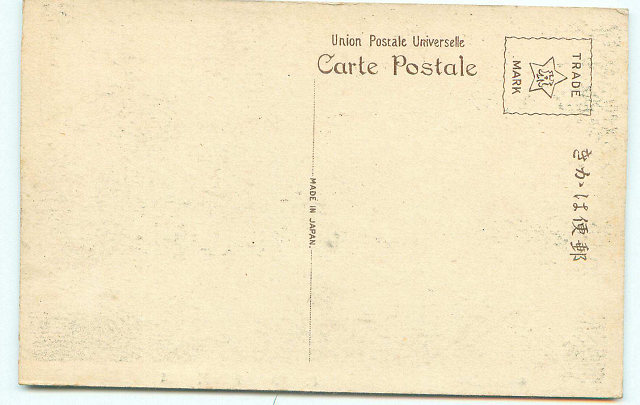 Union Postale Universelle
Carte Postale
TRADE
MARK
郵便はかき
MADE IN JAPAN.